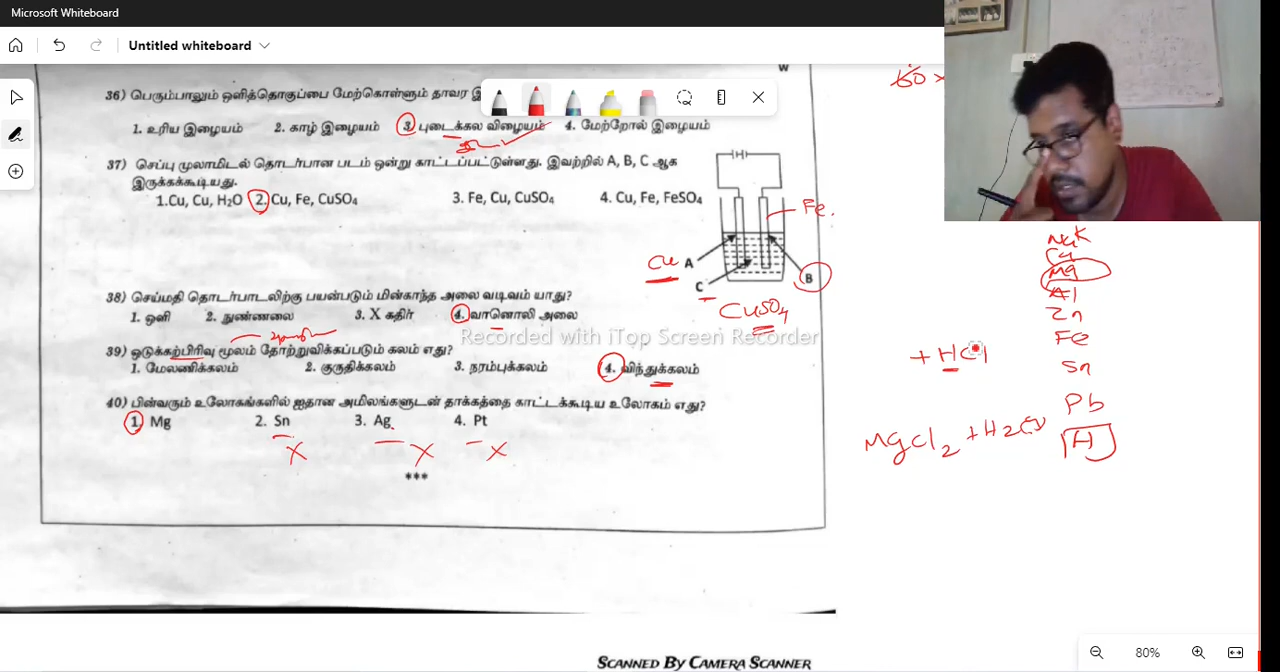 Microsoft Whiteboard
Untitled whiteboard
w
36) பெரும்பாலும் ஒளித்தொகுப்பை மேற்கொள்ளும் தாவர இ
60 x
1. உரிய இழையம் 2. காழ் இழையம் 3. புடைக்கல விழையம் 4. மேற்றோல் இழையம்
37) செப்பு முலாமிடல் தொடர்பான படம் ஒன்று காட்டப்பட்டுள்ளது. இவற்றில் A, B, C ஆக
இருக்கக்கூடியது.
1.Cu, Cu, H₂O 2. Cu, Fe, CuSO₄ 3. Fe, Cu, CuSO₄ 4. Cu, Fe, FeSO₄
Fe.
Cu A
B
C
CuSO4
38) செய்மதி தொடர்பாடலிற்கு பயன்படும் மின்காந்த அலை வடிவம் யாது?
1. ஒளி 2. நுண்ணலை 3. X கதிர் 4. வானொலி அலை
Recorded with iTop Screen Recorder
39) ஒடுக்கற்பிரிவு மூலம் தோற்றுவிக்கப்படும் கலம் எது?
1. மேலணிக்கலம் 2. குருதிக்கலம் 3. நரம்புக்கலம் 4. விந்துக்கலம்
40) பின்வரும் உலோகங்களில் ஐதான அமிலங்களுடன் தாக்கத்தை காட்டக்கூடிய உலோகம் எது?
1. Mg 2. Sn 3. Ag 4. Pt
x x x
***
Na K
Ca
Mg
Al
Zn
Fe
+ HCl
Sn
Pb
MgCl2 + H2
H
SCANNED BY CAMERA SCANNER
80%